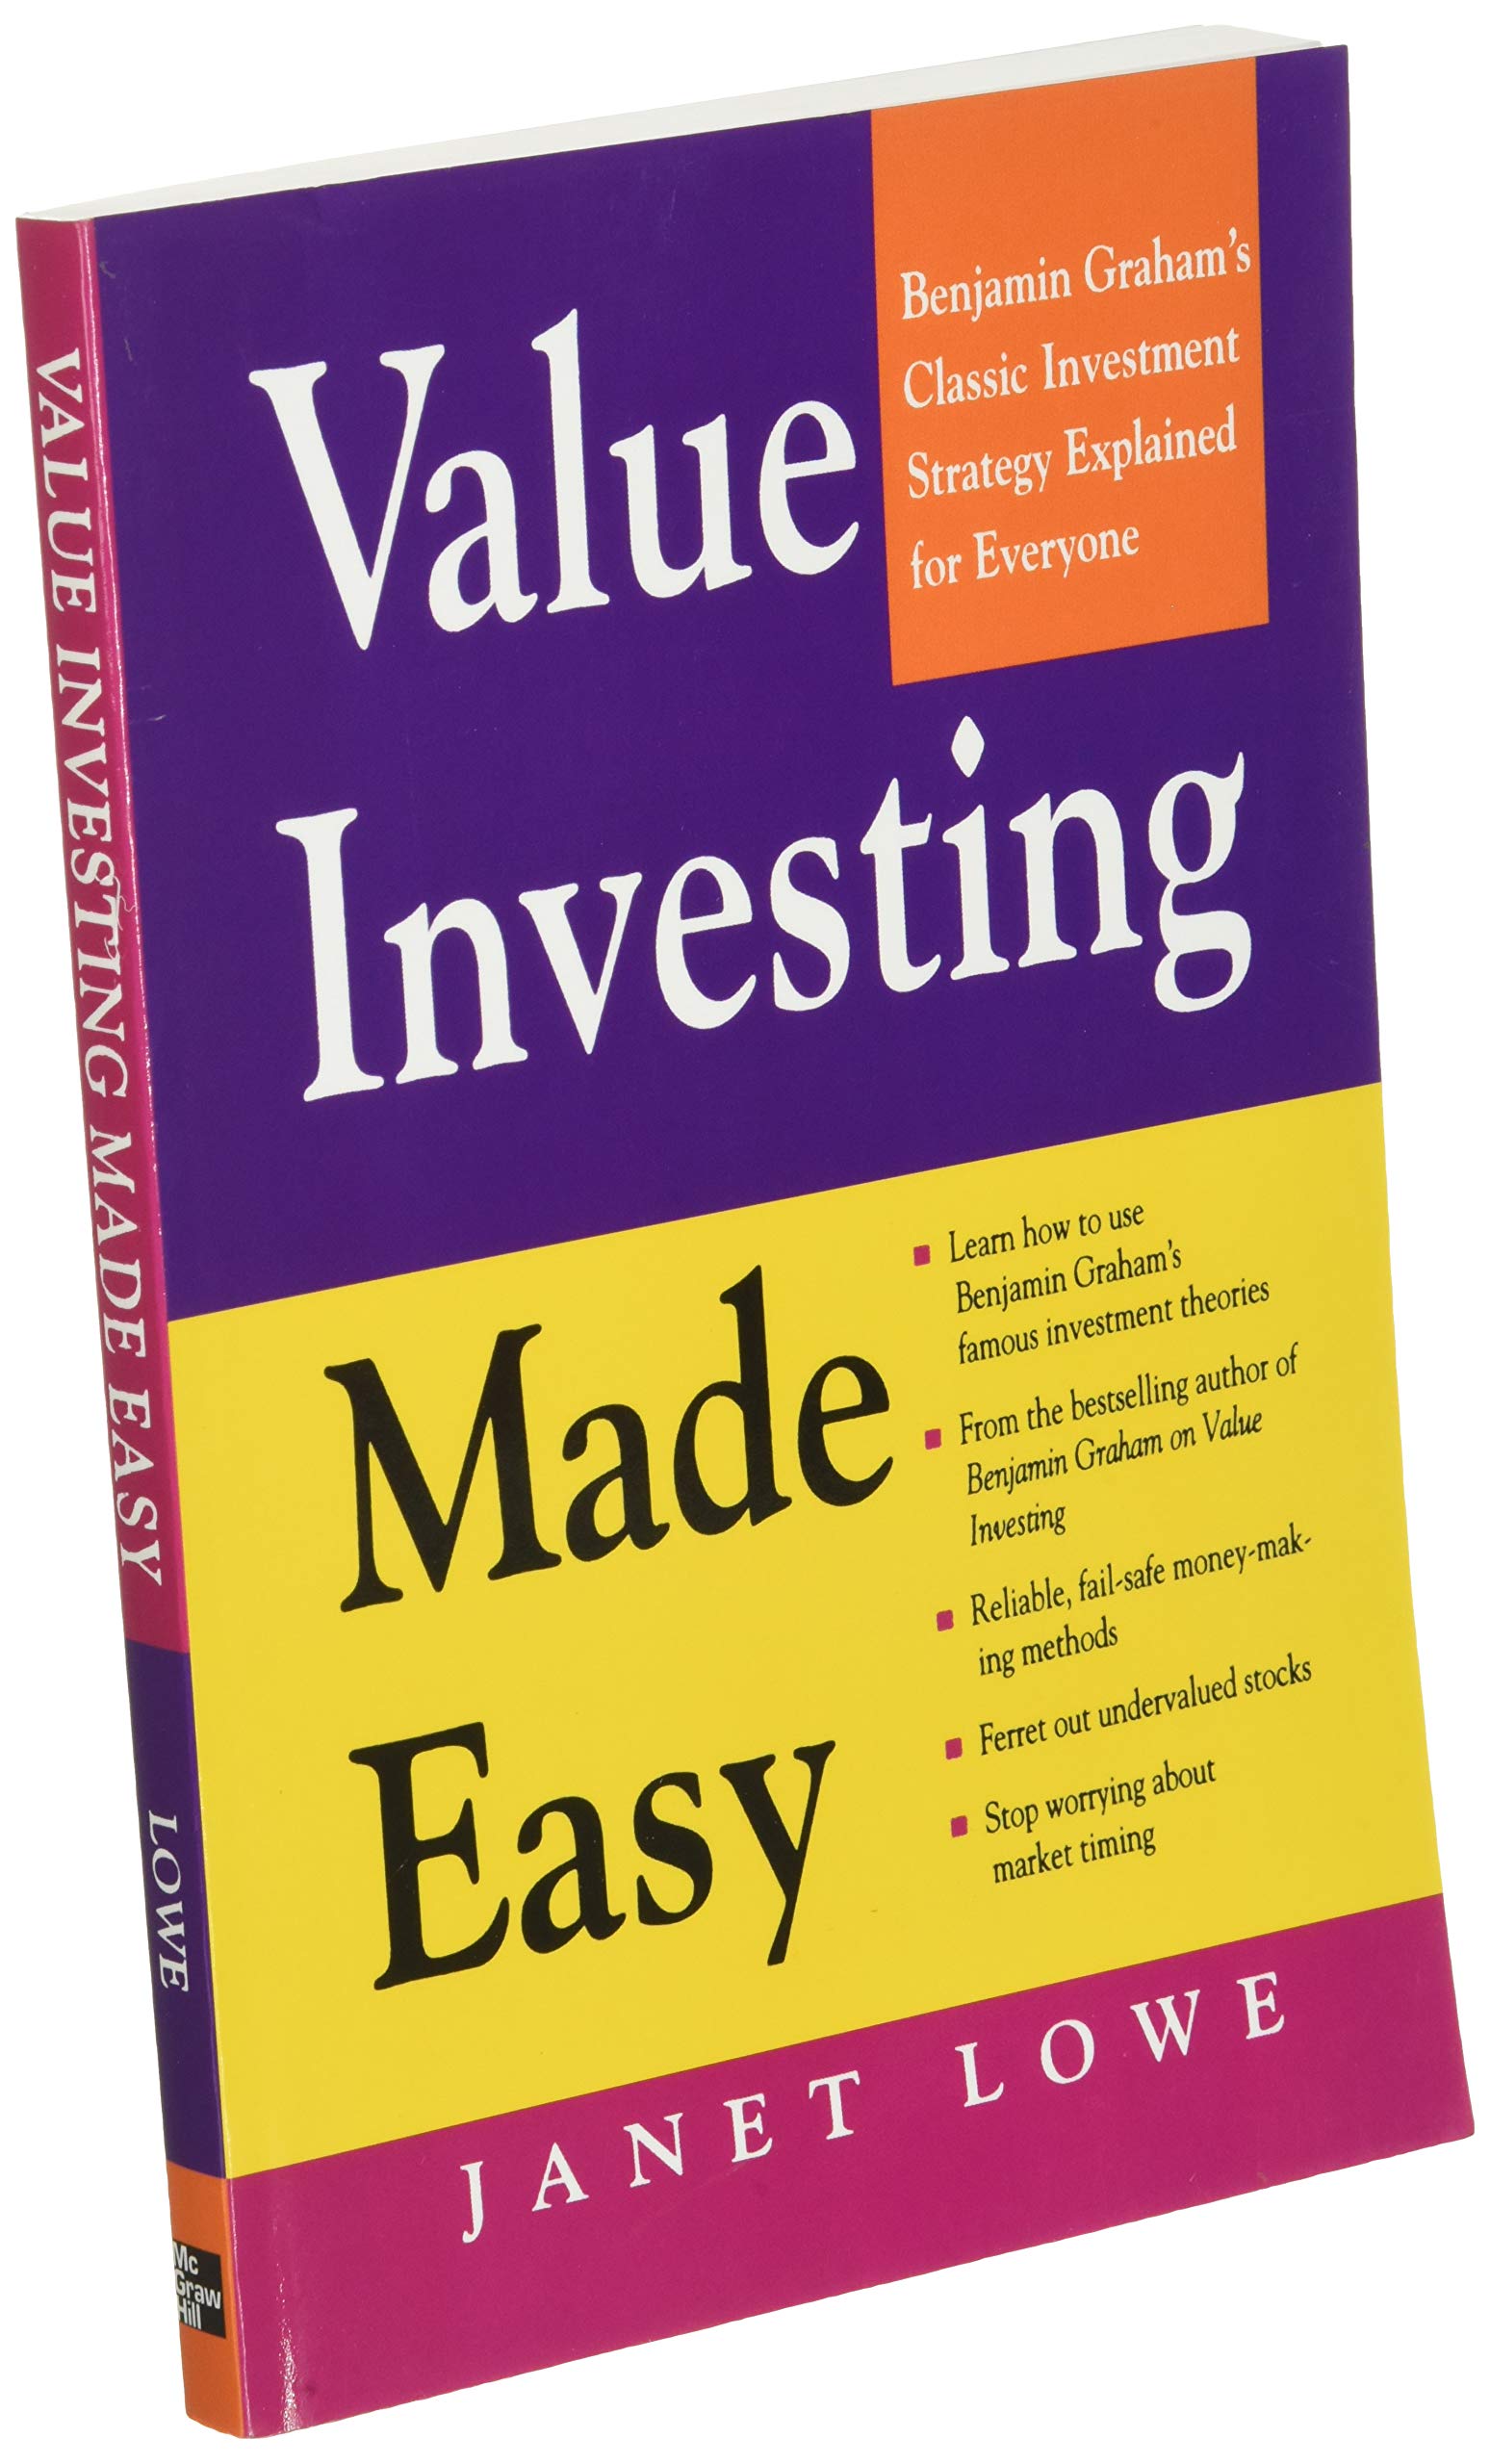 Benjamin Graham's
Classic Investment
Strategy Explained
for Everyone
Value
Investing
Made
Easy
Learn how to use
Benjamin Graham's
famous investment theories
From the bestselling author of
Benjamin Graham on Value
Investing
Reliable, fail-safe money-mak-
ing methods
Ferret out undervalued stocks
Stop worrying about
market timing
JANET LOWE
VALUE INVESTING MADE EASY
LOWE
Mc
Graw
Hill